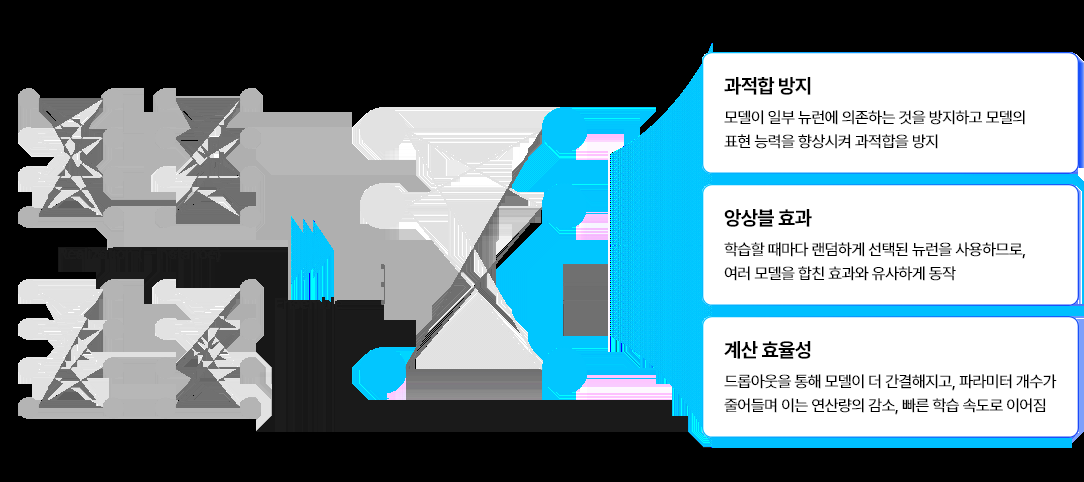 과적합 방지
모델이 일부 뉴런에 의존하는 것을 방지하고 모델의
표현 능력을 향상시켜 과적합을 방지
앙상블 효과
학습할 때마다 랜덤하게 선택된 뉴런을 사용하므로,
여러 모델을 합친 효과와 유사하게 동작
계산 효율성
드롭아웃을 통해 모델이 더 간결해지고, 파라미터 개수가
줄어들며 이는 연산량의 감소, 빠른 학습 속도로 이어짐